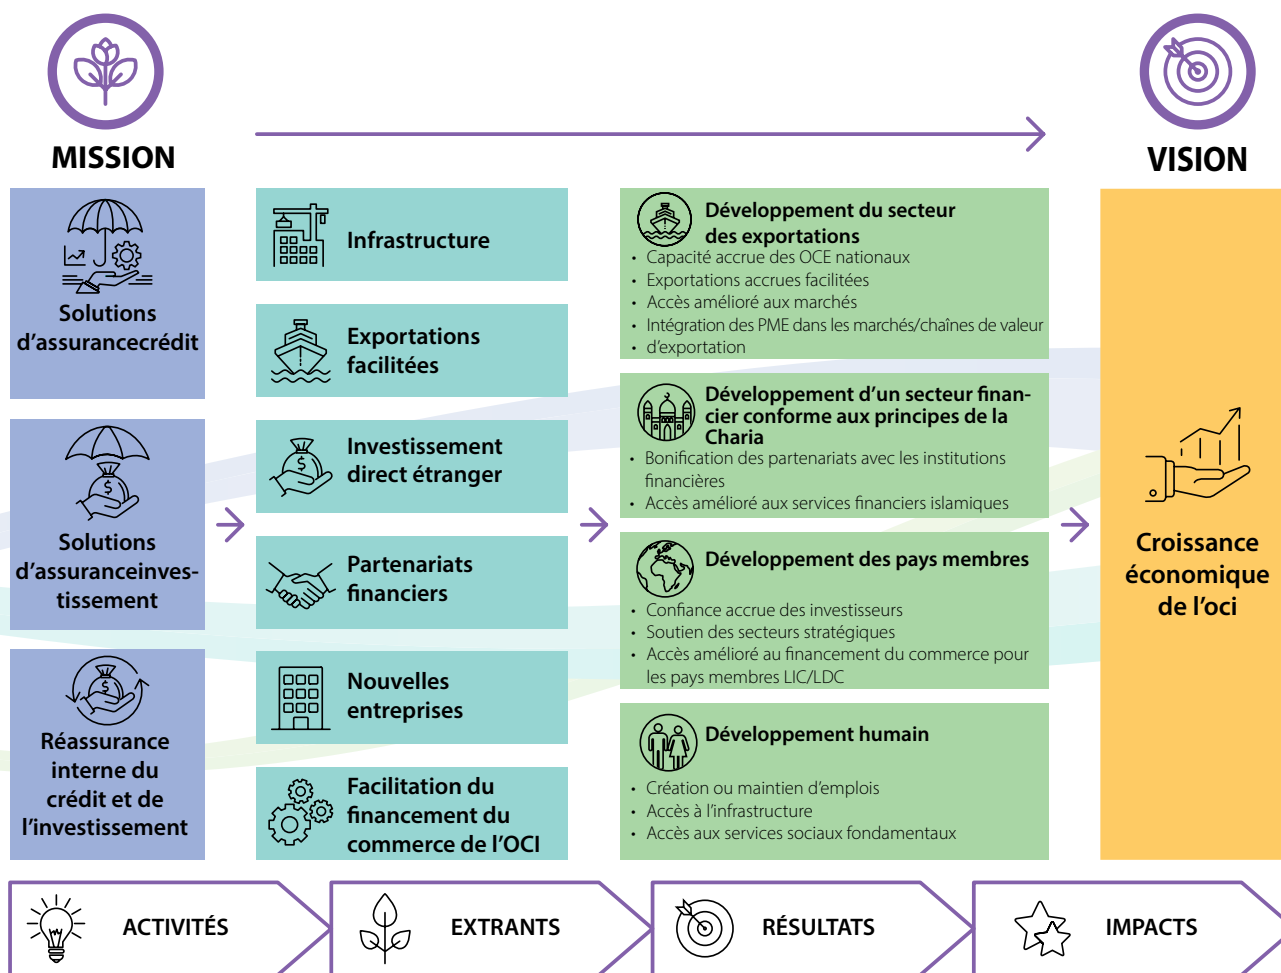 MISSION
VISION
Solutions
d'assurancecrédit
Solutions
d'assuranceinves-
tissement
Réassurance
interne du
crédit et de
l'investissement
Infrastructure
Exportations
facilitées
Investissement
direct étranger
Partenariats
financiers
Nouvelles
entreprises
Facilitation du
financement du
commerce de l'OCI
Développement du secteur
des exportations
• Capacité accrue des OCE nationaux
• Exportations accrues facilitées
• Accès amélioré aux marchés
• Intégration des PME dans les marchés/chaînes de valeur
• d'exportation
Développement d'un secteur finan-
cier conforme aux principes de la
Charia
• Bonification des partenariats avec les institutions
financières
• Accès amélioré aux services financiers islamiques
Développement des pays membres
• Confiance accrue des investisseurs
• Soutien des secteurs stratégiques
• Accès amélioré au financement du commerce pour
les pays membres LIC/LDC
Développement humain
• Création ou maintien d'emplois
• Accès à l'infrastructure
• Accès aux services sociaux fondamentaux
Croissance
économique
de l'oci
ACTIVITÉS
EXTRANTS
RÉSULTATS
IMPACTS